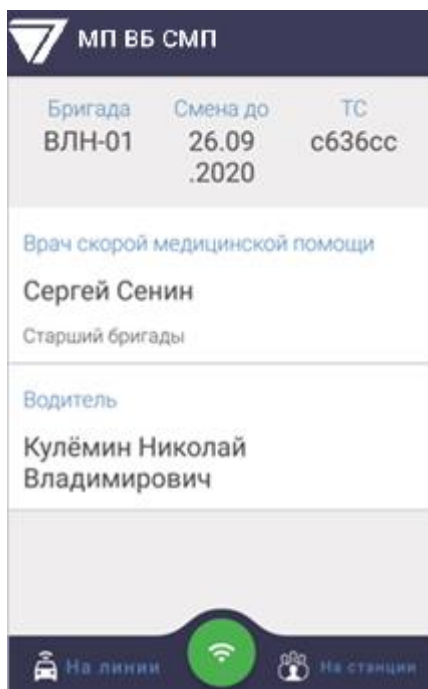 МП ВБ СМП
Бригада Смена до ТС
ВЛН-01 26.09 с636сс
.2020
Врач скорой медицинской помощи
Сергей Сенин
Старший бригады
Водитель
Кулёмин Николай
Владимирович
На линии На станции